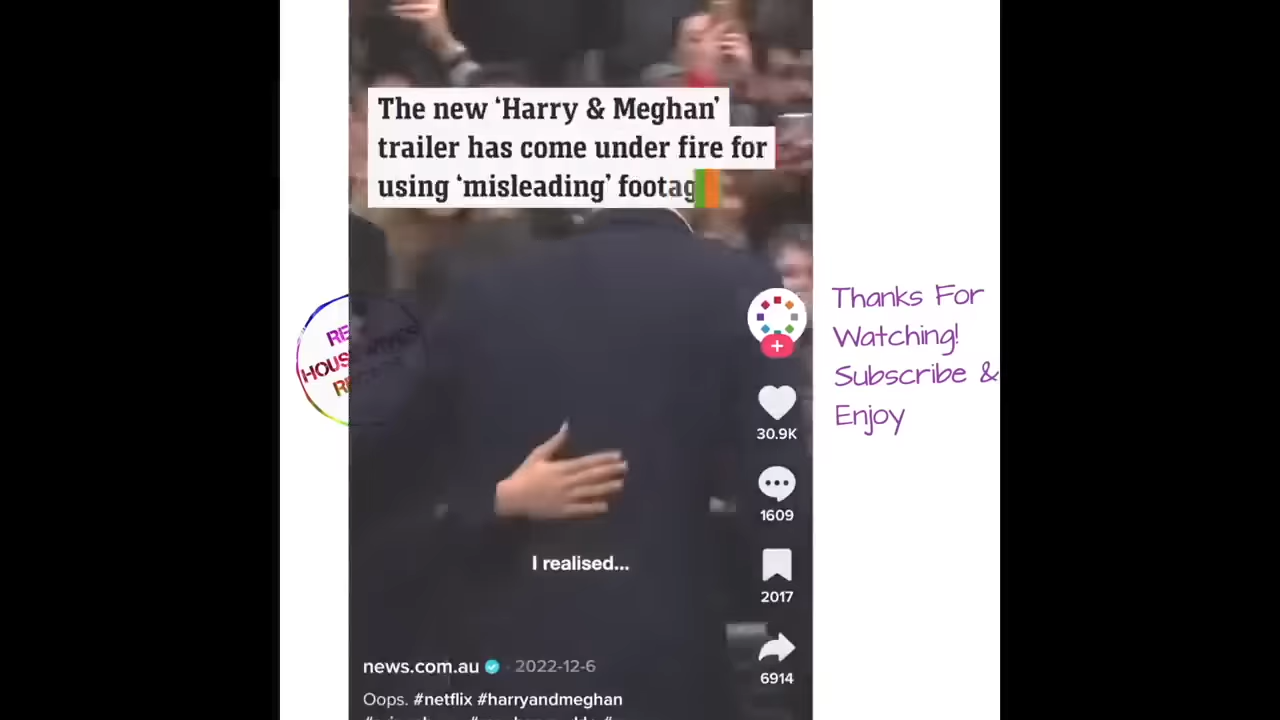 The new ‘Harry & Meghan’
trailer has come under fire for
using ‘misleading’ footag
Thanks For
Watching!
Subscribe &
Enjoy
30.9K
1609
I realised...
2017
6914
news.com.au · 2022-12-6
Oops. #netflix #harryandmeghan